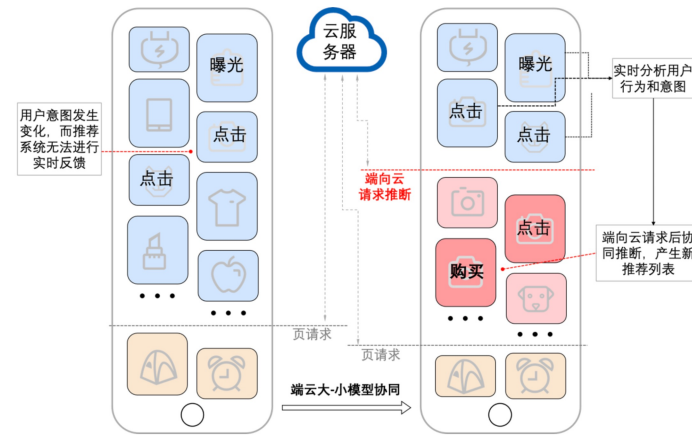 云服
务器
曝光
点击
点击
用户意图发生
变化，而推荐
系统无法进行
实时反馈
页请求
端云大-小模型协同
曝光
点击
点击
实时分析用户
行为和意图
端向云
请求推断
点击
购买
端向云请求后协
同推断，产生新
推荐列表
页请求